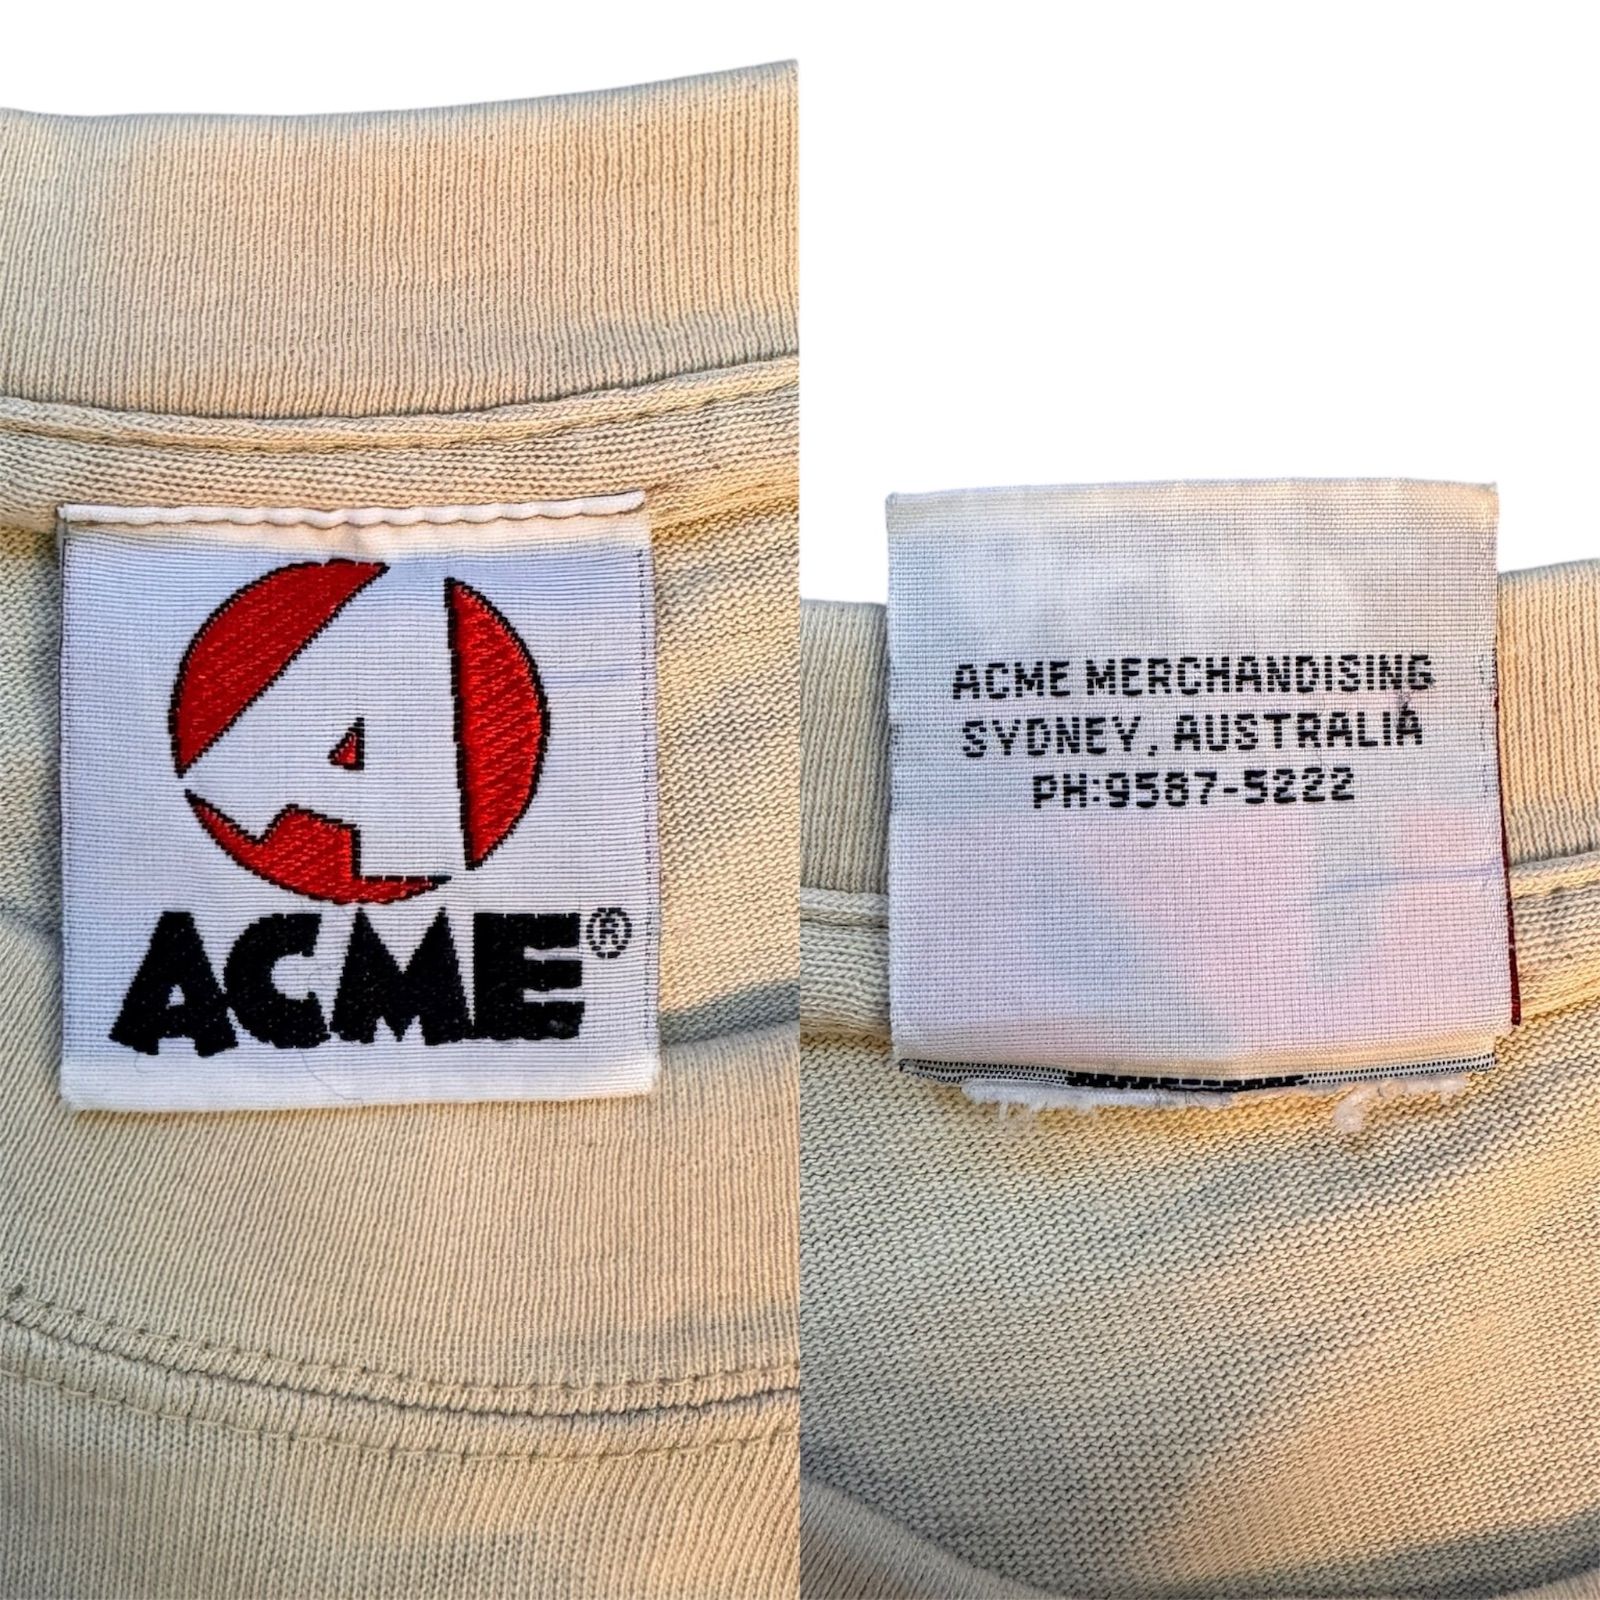 A
ACME®
ACME MERCHANDISING
SYDNEY, AUSTRALIA
PH:9587-5222